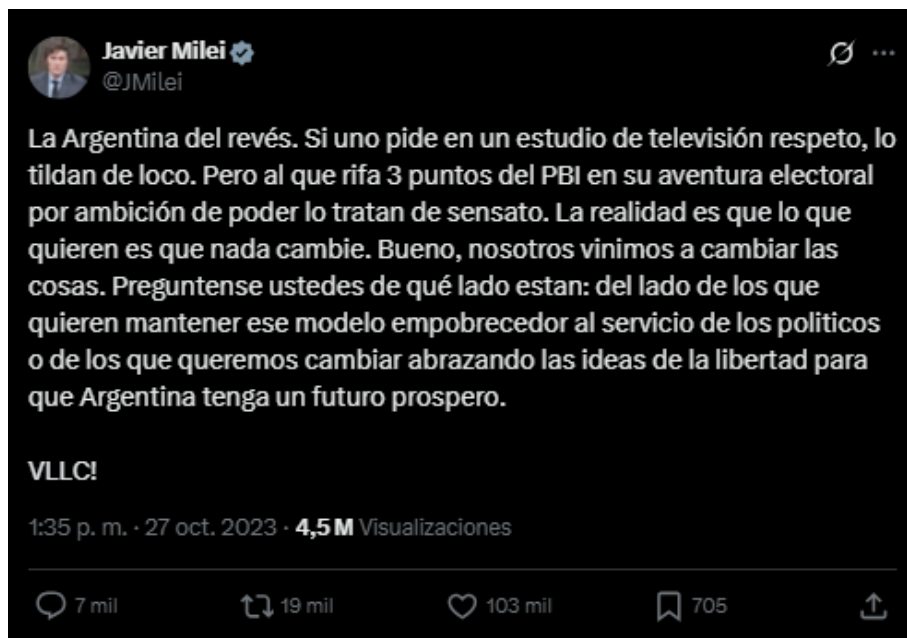 Javier Milei
@JMilei
La Argentina del revés. Si uno pide en un estudio de televisión respeto, lo
tildan de loco. Pero al que rifa 3 puntos del PBI en su aventura electoral
por ambición de poder lo tratan de sensato. La realidad es que lo que
quieren es que nada cambie. Bueno, nosotros vinimos a cambiar las
cosas. Preguntense ustedes de qué lado estan: del lado de los que
quieren mantener ese modelo empobrecedor al servicio de los politicos
o de los que queremos cambiar abrazando las ideas de la libertad para
que Argentina tenga un futuro prospero.
VLLC!
1:35 p. m. · 27 oct. 2023 · 4,5 M Visualizaciones
7 mil 19 mil 103 mil 705